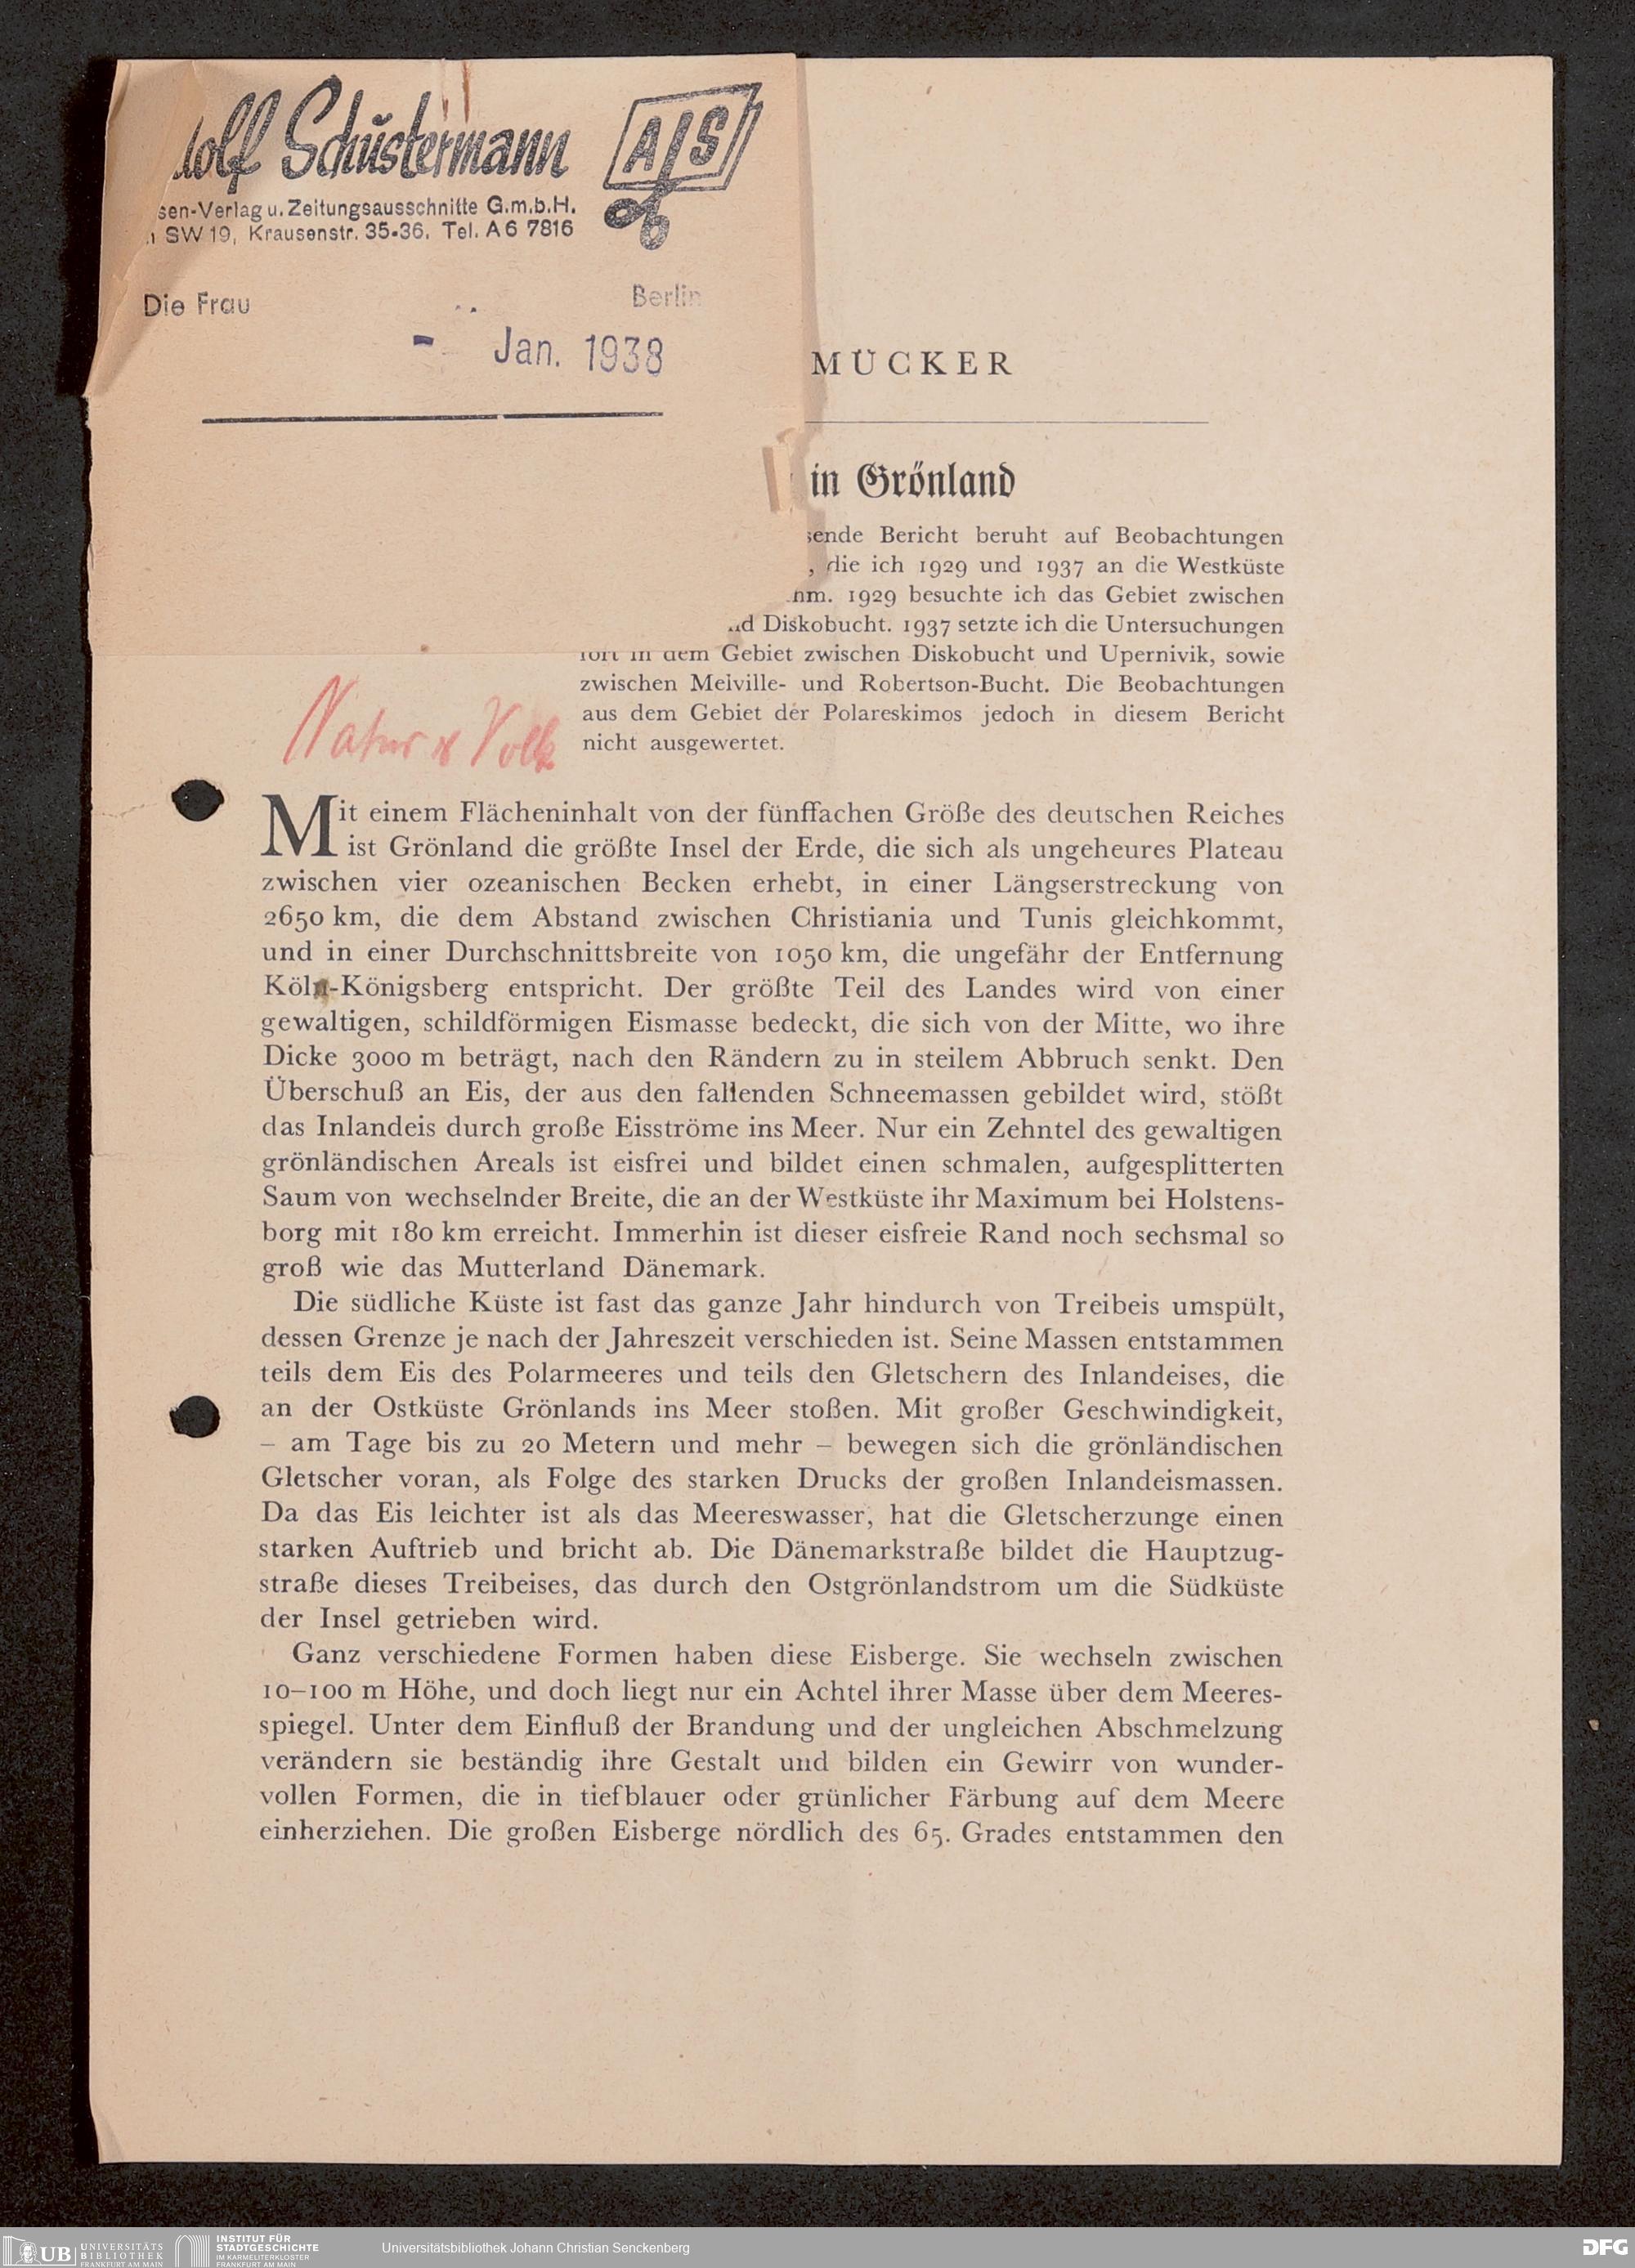 Schustermann
A/S
Verlag u. Zeitungsausschnitte G.m.b.H.
SW 19, Krausenstr. 35-36. Tel. A 6 7816
Die Frau
Berlin
- Jan. 1938
MÜCKER
in Grönland
Bericht beruht auf Beobachtungen
, die ich 1929 und 1937 an die Westküste
1929 besuchte ich das Gebiet zwischen
Diskobucht. 1937 setzte ich die Untersuchungen
fort in dem Gebiet zwischen Diskobucht und Upernivik, sowie
zwischen Melville- und Robertson-Bucht. Die Beobachtungen
aus dem Gebiet der Polareskimos jedoch in diesem Bericht
nicht ausgewertet.
Natur & Volk
Mit einem Flächeninhalt von der fünffachen Größe des deutschen Reiches
ist Grönland die größte Insel der Erde, die sich als ungeheures Plateau
zwischen vier ozeanischen Becken erhebt, in einer Längserstreckung von
2650 km, die dem Abstand zwischen Christiania und Tunis gleichkommt,
und in einer Durchschnittsbreite von 1050 km, die ungefähr der Entfernung
Köln-Königsberg entspricht. Der größte Teil des Landes wird von einer
gewaltigen, schildförmigen Eismasse bedeckt, die sich von der Mitte, wo ihre
Dicke 3000 m beträgt, nach den Rändern zu in steilem Abbruch senkt. Den
Überschuß an Eis, der aus den fallenden Schneemassen gebildet wird, stößt
das Inlandeis durch große Eisströme ins Meer. Nur ein Zehntel des gewaltigen
grönländischen Areals ist eisfrei und bildet einen schmalen, aufgesplitterten
Saum von wechselnder Breite, die an der Westküste ihr Maximum bei Holstens-
borg mit 180 km erreicht. Immerhin ist dieser eisfreie Rand noch sechsmal so
groß wie das Mutterland Dänemark.
Die südliche Küste ist fast das ganze Jahr hindurch von Treibeis umspült,
dessen Grenze je nach der Jahreszeit verschieden ist. Seine Massen entstammen
teils dem Eis des Polarmeeres und teils den Gletschern des Inlandeises, die
an der Ostküste Grönlands ins Meer stoßen. Mit großer Geschwindigkeit,
– am Tage bis zu 20 Metern und mehr – bewegen sich die grönländischen
Gletscher voran, als Folge des starken Drucks der großen Inlandeismassen.
Da das Eis leichter ist als das Meereswasser, hat die Gletscherzunge einen
starken Auftrieb und bricht ab. Die Dänemarkstraße bildet die Hauptzug-
straße dieses Treibeises, das durch den Ostgrönlandstrom um die Südküste
der Insel getrieben wird.
Ganz verschiedene Formen haben diese Eisberge. Sie wechseln zwischen
10–100 m Höhe, und doch liegt nur ein Achtel ihrer Masse über dem Meeres-
spiegel. Unter dem Einfluß der Brandung und der ungleichen Abschmelzung
verändern sie beständig ihre Gestalt und bilden ein Gewirr von wunder-
vollen Formen, die in tiefblauer oder grünlicher Färbung auf dem Meere
einherziehen. Die großen Eisberge nördlich des 65. Grades entstammen den
UB UNIVERSITÄTS
BIBLIOTHEK
FRANKFURT AM MAIN
INSTITUT FÜR
STADTGESCHICHTE
IM KARMELITERKLOSTER
FRANKFURT AM MAIN
Universitätsbibliothek Johann Christian Senckenberg
DFG